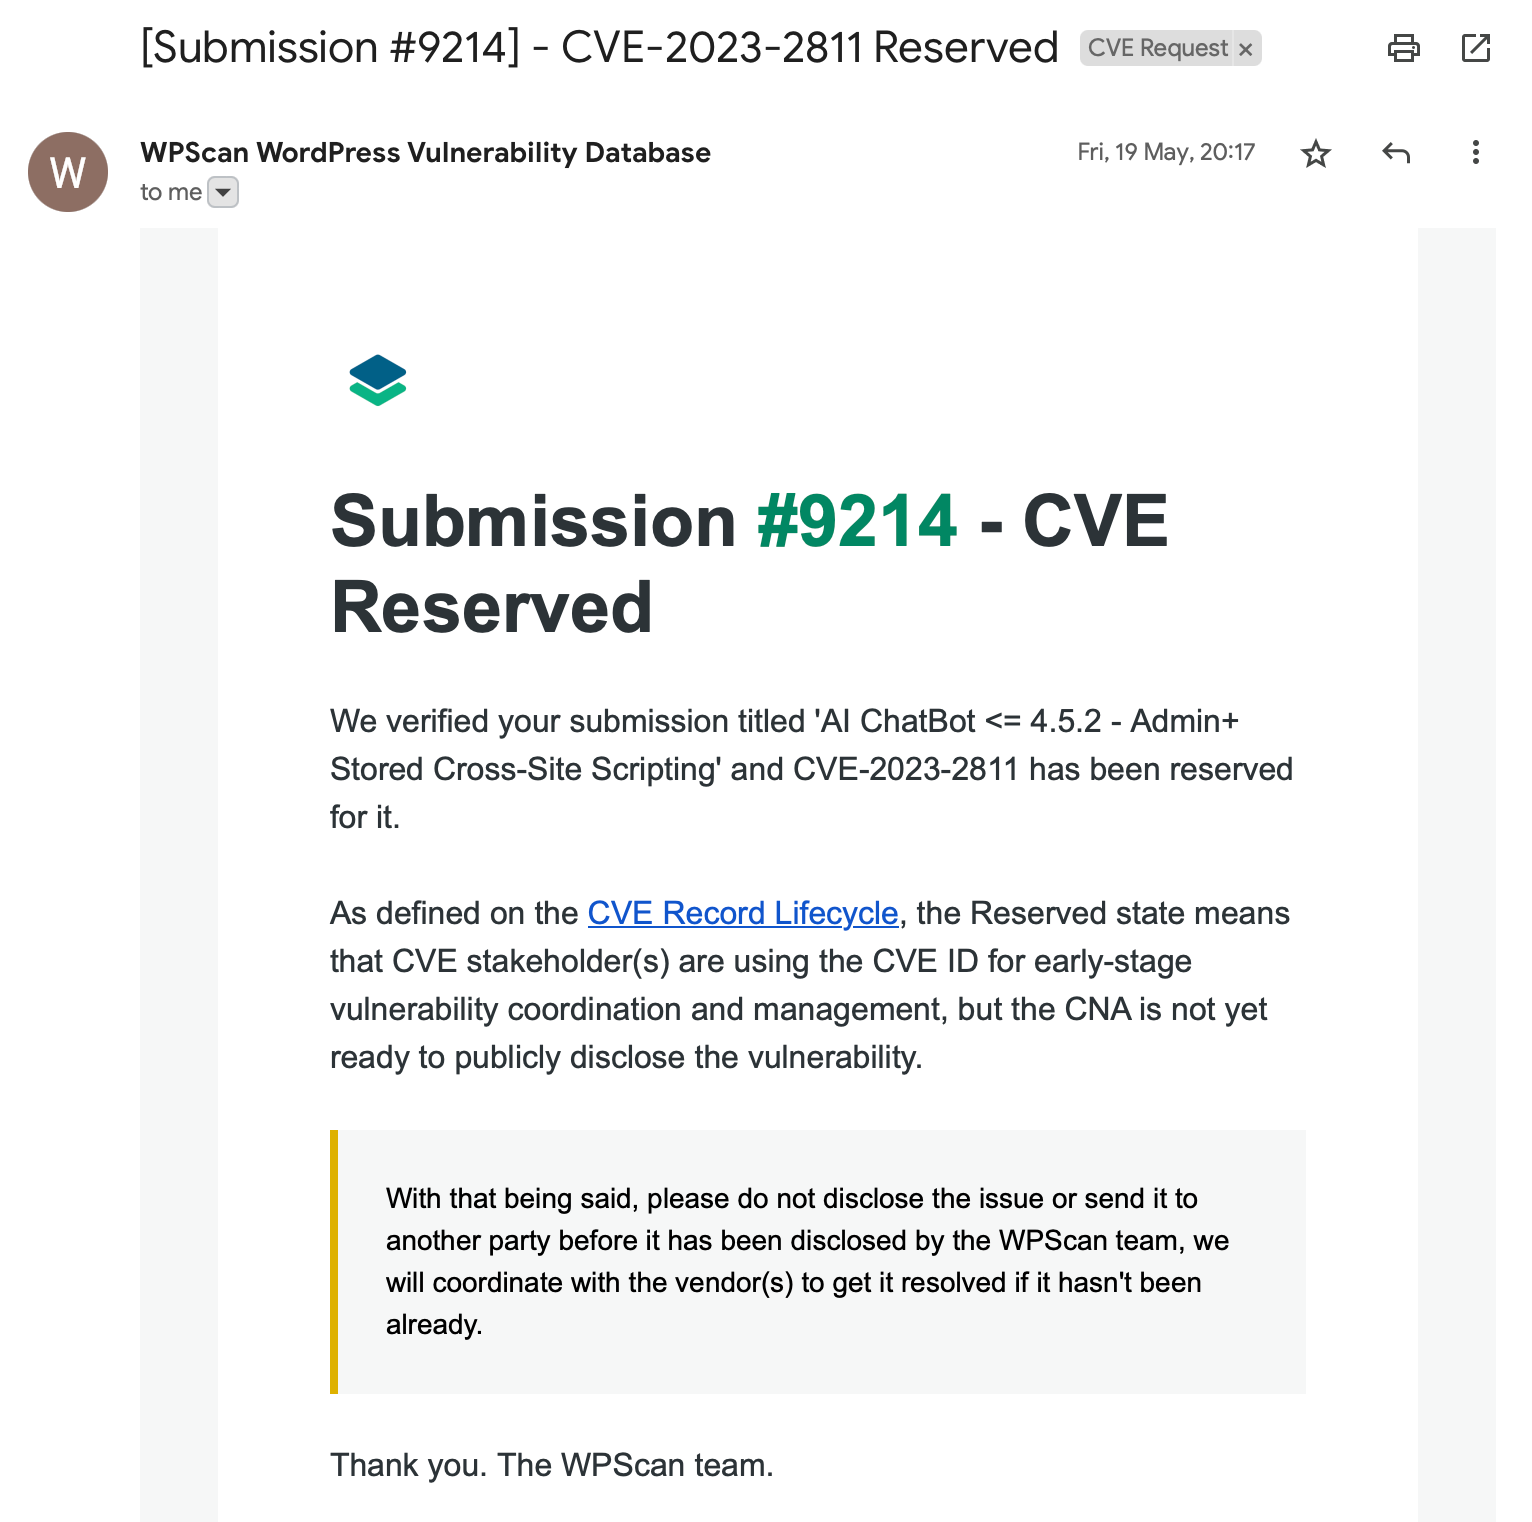 [Submission #9214] - CVE-2023-2811 Reserved CVE Request ×
W
WPScan WordPress Vulnerability Database Fri, 19 May, 20:17
to me
Submission #9214 - CVE
Reserved
We verified your submission titled 'AI ChatBot <= 4.5.2 - Admin+
Stored Cross-Site Scripting' and CVE-2023-2811 has been reserved
for it.
As defined on the CVE Record Lifecycle, the Reserved state means
that CVE stakeholder(s) are using the CVE ID for early-stage
vulnerability coordination and management, but the CNA is not yet
ready to publicly disclose the vulnerability.
With that being said, please do not disclose the issue or send it to
another party before it has been disclosed by the WPScan team, we
will coordinate with the vendor(s) to get it resolved if it hasn't been
already.
Thank you. The WPScan team.